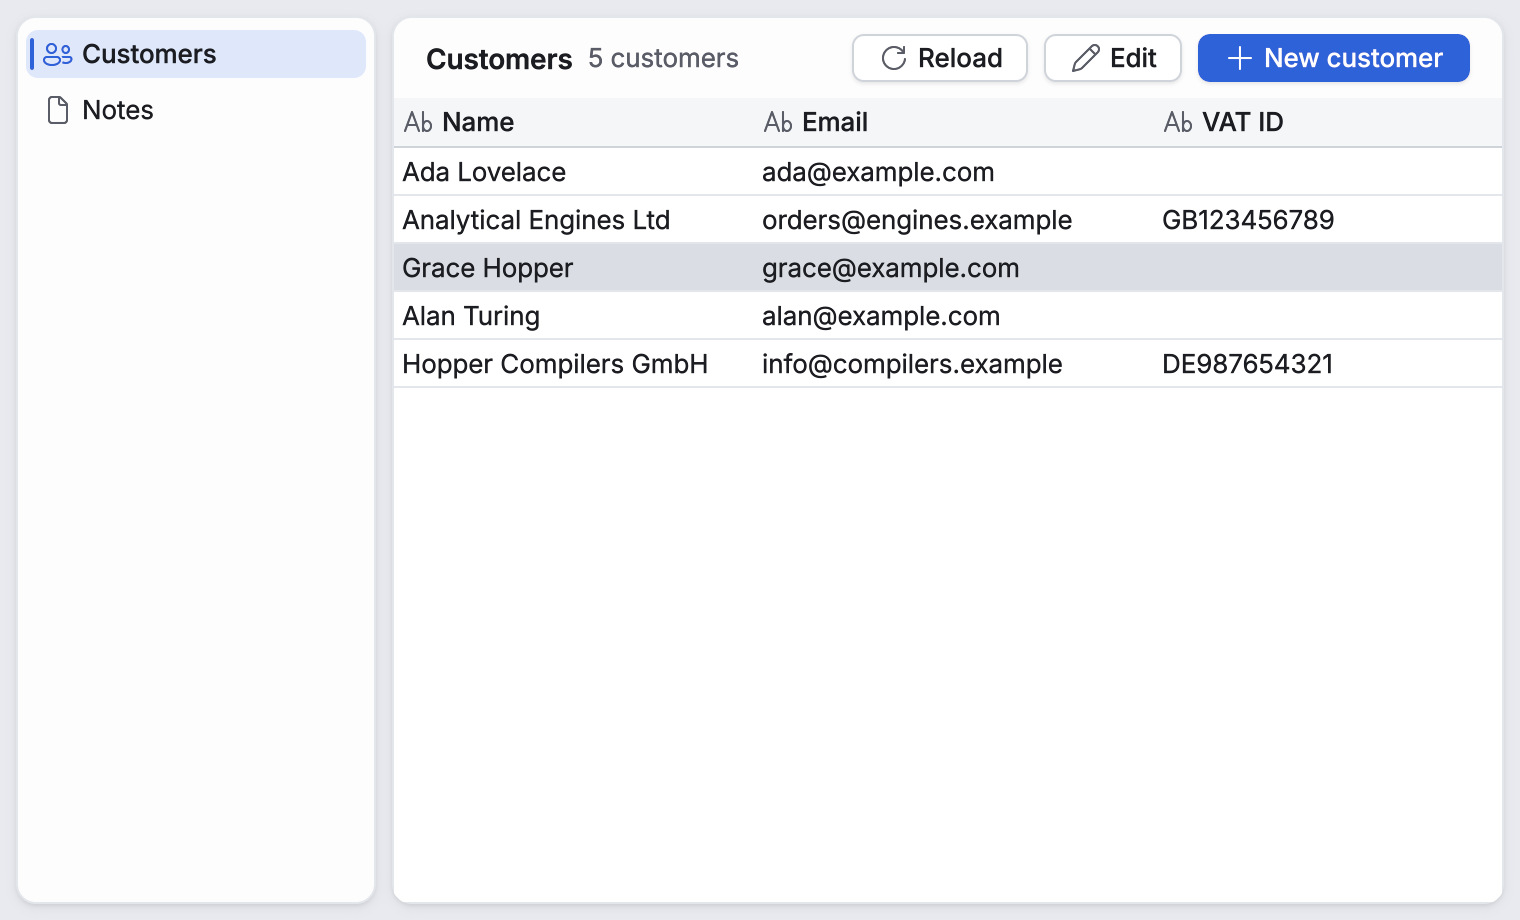 Customers
Notes
Customers 5 customers Reload Edit New customer
Ab Name Ab Email Ab VAT ID
Ada Lovelace ada@example.com
Analytical Engines Ltd orders@engines.example GB123456789
Grace Hopper grace@example.com
Alan Turing alan@example.com
Hopper Compilers GmbH info@compilers.example DE987654321